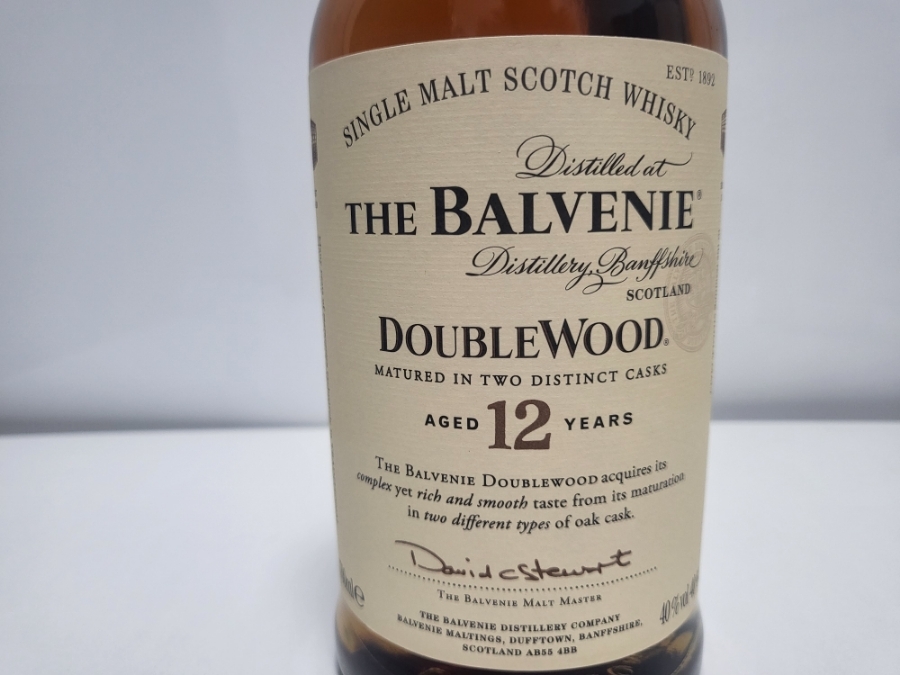 ESTD 1892
SINGLE MALT SCOTCH WHISKY
Distilled at
THE BALVENIE®
Distillery, Banffshire
SCOTLAND
DOUBLEWOOD®
MATURED IN TWO DISTINCT CASKS
AGED 12 YEARS
THE BALVENIE DOUBLEWOOD acquires its
complex yet rich and smooth taste from its maturation
in two different types of oak cask.
David C Stewart
THE BALVENIE MALT MASTER
40%vol
THE BALVENIE DISTILLERY COMPANY
BALVENIE MALTINGS, DUFFTOWN, BANFFSHIRE,
SCOTLAND AB55 4BB